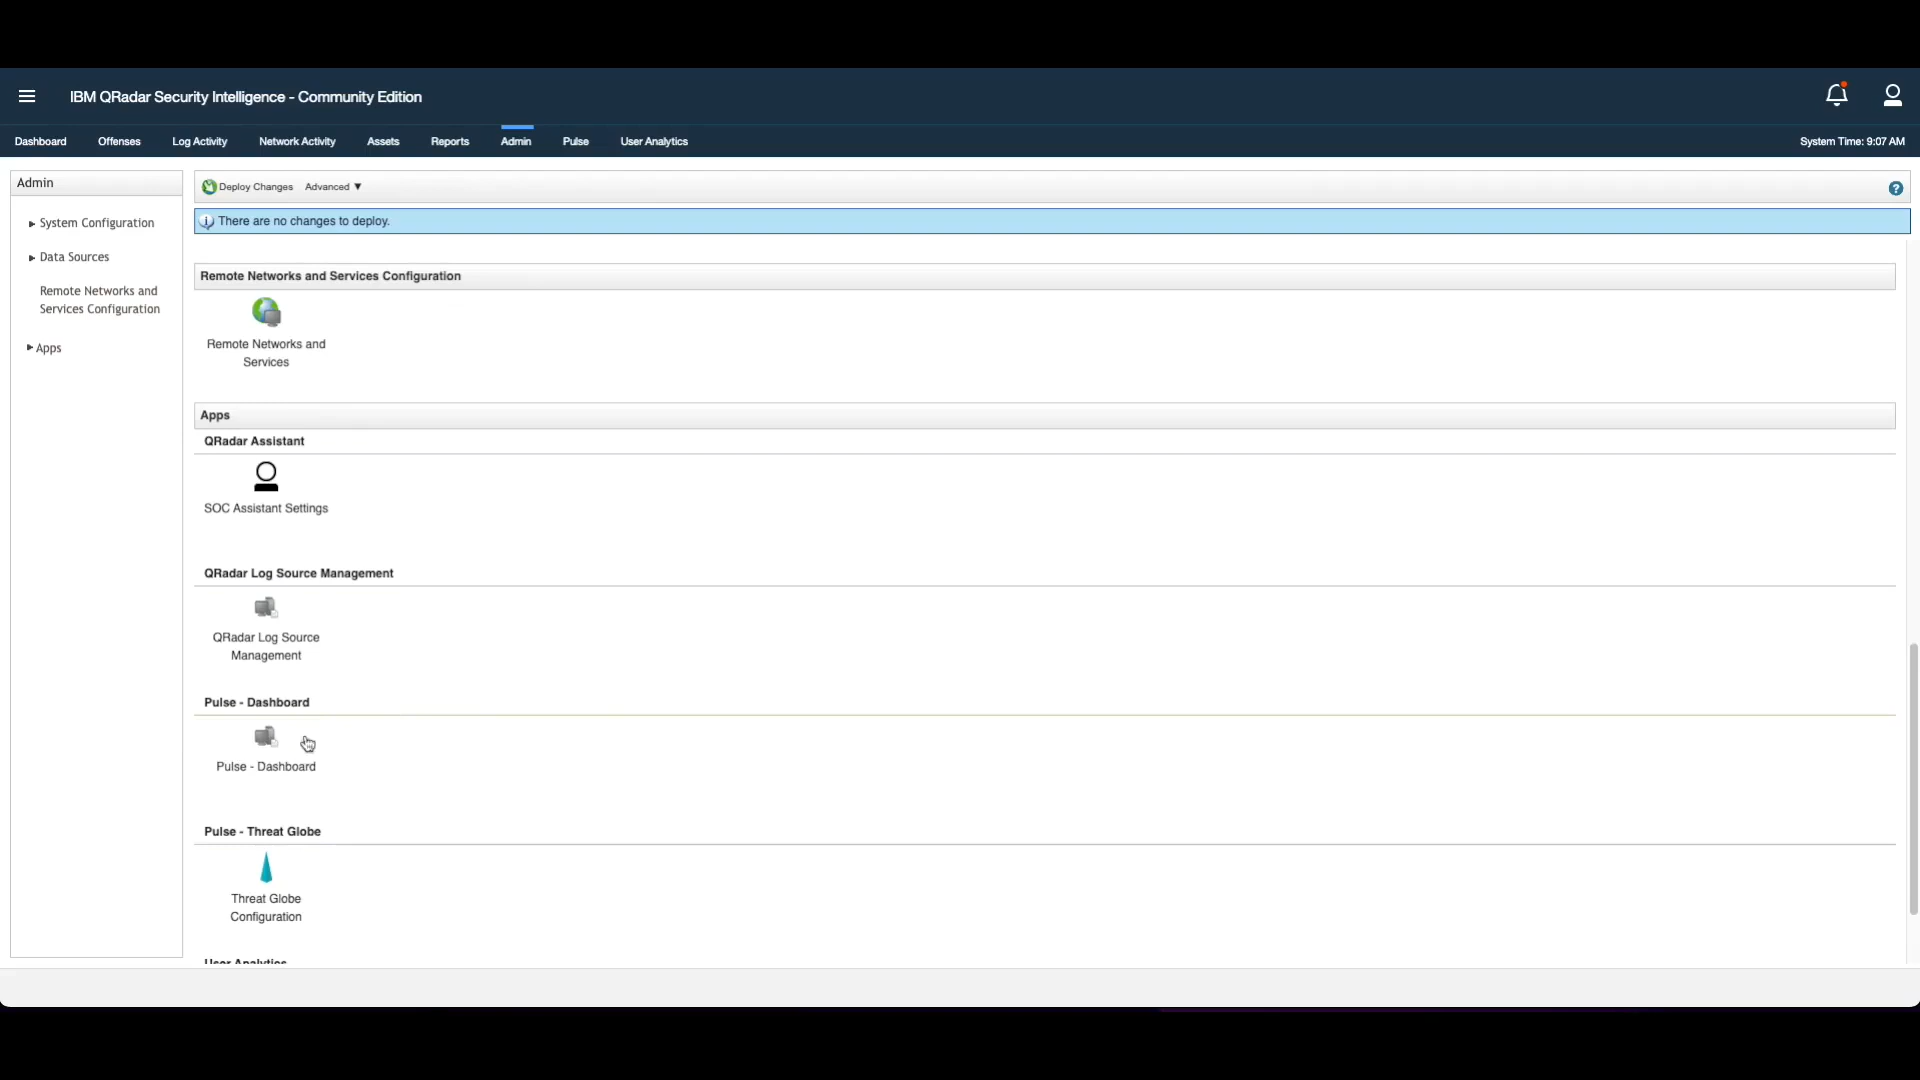 IBM QRadar Security Intelligence - Community Edition
Dashboard Offenses Log Activity Network Activity Assets Reports Admin Pulse User Analytics System Time: 9:07 AM
Admin
System Configuration
Data Sources
Remote Networks and
Services Configuration
Apps
Deploy Changes Advanced ▼
There are no changes to deploy.
Remote Networks and Services Configuration
Remote Networks and
Services
Apps
QRadar Assistant
SOC Assistant Settings
QRadar Log Source Management
QRadar Log Source
Management
Pulse - Dashboard
Pulse - Dashboard
Pulse - Threat Globe
Threat Globe
Configuration
User Analytics